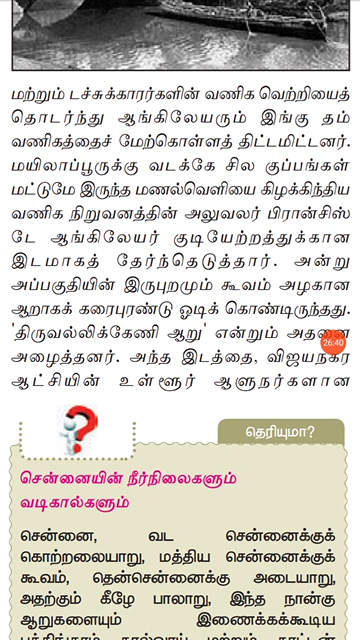 மற்றும் டச்சுக்காரர்களின் வணிக வெற்றியைத்
தொடர்ந்து ஆங்கிலேயரும் இங்கு தம்
வணிகத்தைச் மேற்கொள்ளத் திட்டமிட்டனர்.
மயிலாப்பூருக்கு வடக்கே சில குப்பங்கள்
மட்டுமே இருந்த மணல்வெளியை கிழக்கிந்திய
வணிக நிறுவனத்தின் அலுவலர் பிரான்சிஸ்
டே ஆங்கிலேயர் குடியேற்றத்துக்கான
இடமாகத் தேர்ந்தெடுத்தார். அன்று
அப்பகுதியின் இருபுறமும் கூவம் அழகான
ஆறாகக் கரைபுரண்டு ஓடிக் கொண்டிருந்தது.
'திருவல்லிக்கேணி ஆறு' என்றும் அதனை
அழைத்தனர். அந்த இடத்தை, விஜயநகர
26:40
ஆட்சியின் உள்ளூர் ஆளுநர்களான
தெரியுமா?
சென்னையின் நீர்நிலைகளும்
வடிகால்களும்
சென்னை, வட சென்னைக்குக்
கொற்றலையாறு, மத்திய சென்னைக்குக்
கூவம், தென்சென்னைக்கு அடையாறு,
அதற்கும் கீழே பாலாறு, இந்த நான்கு
ஆறுகளையும் இணைக்கக்கூடிய